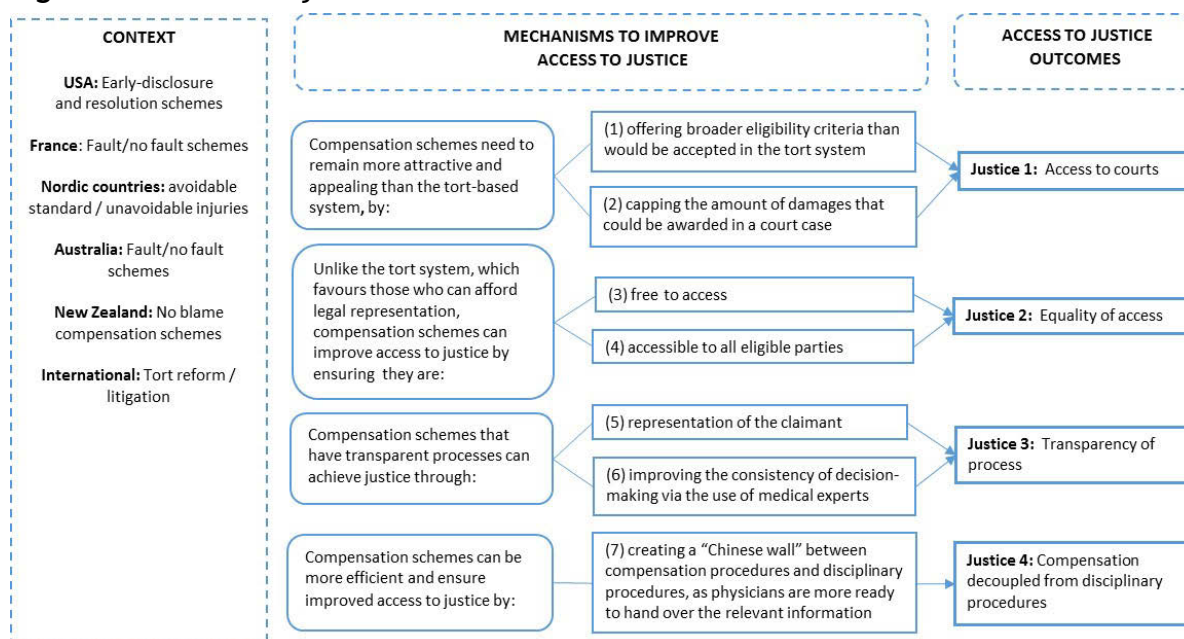 CONTEXT
USA: Early-disclosure
and resolution schemes
France: Fault/no fault schemes
Nordic countries: avoidable
standard / unavoidable injuries
Australia: Fault/no fault
schemes
New Zealand: No blame
compensation schemes
International: Tort reform /
litigation
MECHANISMS TO IMPROVE
ACCESS TO JUSTICE
Compensation schemes need to
remain more attractive and
appealing than the tort-based
system, by:
(1) offering broader eligibility criteria than
would be accepted in the tort system
(2) capping the amount of damages that
could be awarded in a court case
Unlike the tort system, which
favours those who can afford
legal representation,
compensation schemes can
improve access to justice by
ensuring they are:
(3) free to access
(4) accessible to all eligible parties
Compensation schemes that
have transparent processes can
achieve justice through:
(5) representation of the claimant
(6) improving the consistency of decision-
making via the use of medical experts
Compensation schemes can be
more efficient and ensure
improved access to justice by:
(7) creating a “Chinese wall” between
compensation procedures and disciplinary
procedures, as physicians are more ready
to hand over the relevant information
ACCESS TO JUSTICE
OUTCOMES
Justice 1: Access to courts
Justice 2: Equality of access
Justice 3: Transparency of
process
Justice 4: Compensation
decoupled from disciplinary
procedures